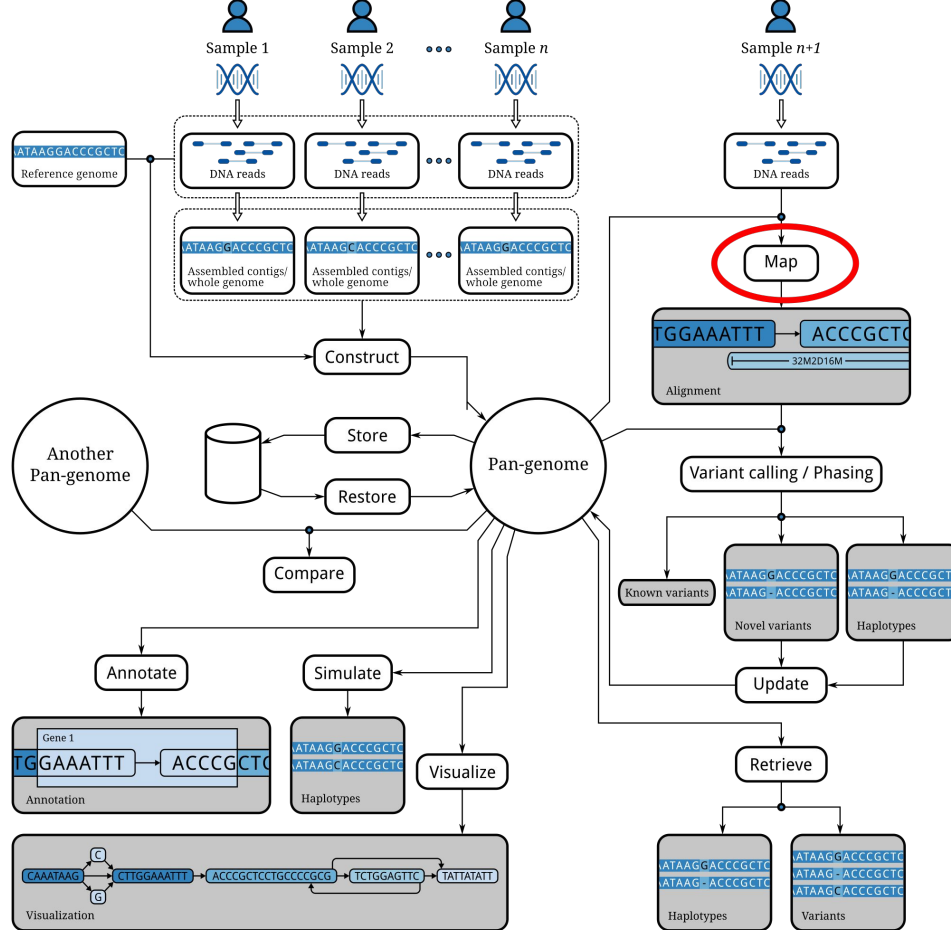 Sample 1
Sample 2
Sample n
Sample n+1
ATAAGGACCCGCTC
Reference genome
DNA reads
DNA reads
DNA reads
DNA reads
ATAAGGACCCGCTC
Assembled contigs/
whole genome
ATAAGCACCCGCTC
Assembled contigs/
whole genome
ATAAGGACCCGCTC
Assembled contigs/
whole genome
Map
TGGAAATTT
ACCCGCTC
32M2D16M
Alignment
Construct
Another
Pan-genome
Store
Restore
Pan-genome
Compare
Variant calling / Phasing
Known variants
ATAAGGACCCGCTC
ATAAG-ACCCGCTC
Novel variants
ATAAGGACCCGCT
ATAAG-ACCCGCT
Haplotypes
Update
Annotate
Simulate
Visualize
Retrieve
Gene 1
TGGAAATTT
ACCCGCTC
Annotation
ATAAGGACCCGCTC
ATAAGCACCCGCTC
Haplotypes
CAAATAAG
C
G
CTTGGAAATTT
ACCCGCTCCTGCCCCGCG
TCTGGAGTTC
TATTATATT
Visualization
ATAAGGACCCGCTC
ATAAG-ACCCGCTC
Haplotypes
ATAAGGACCCGCTC
ATAAG-ACCCGCTC
ATAAGCACCCGCTC
Variants